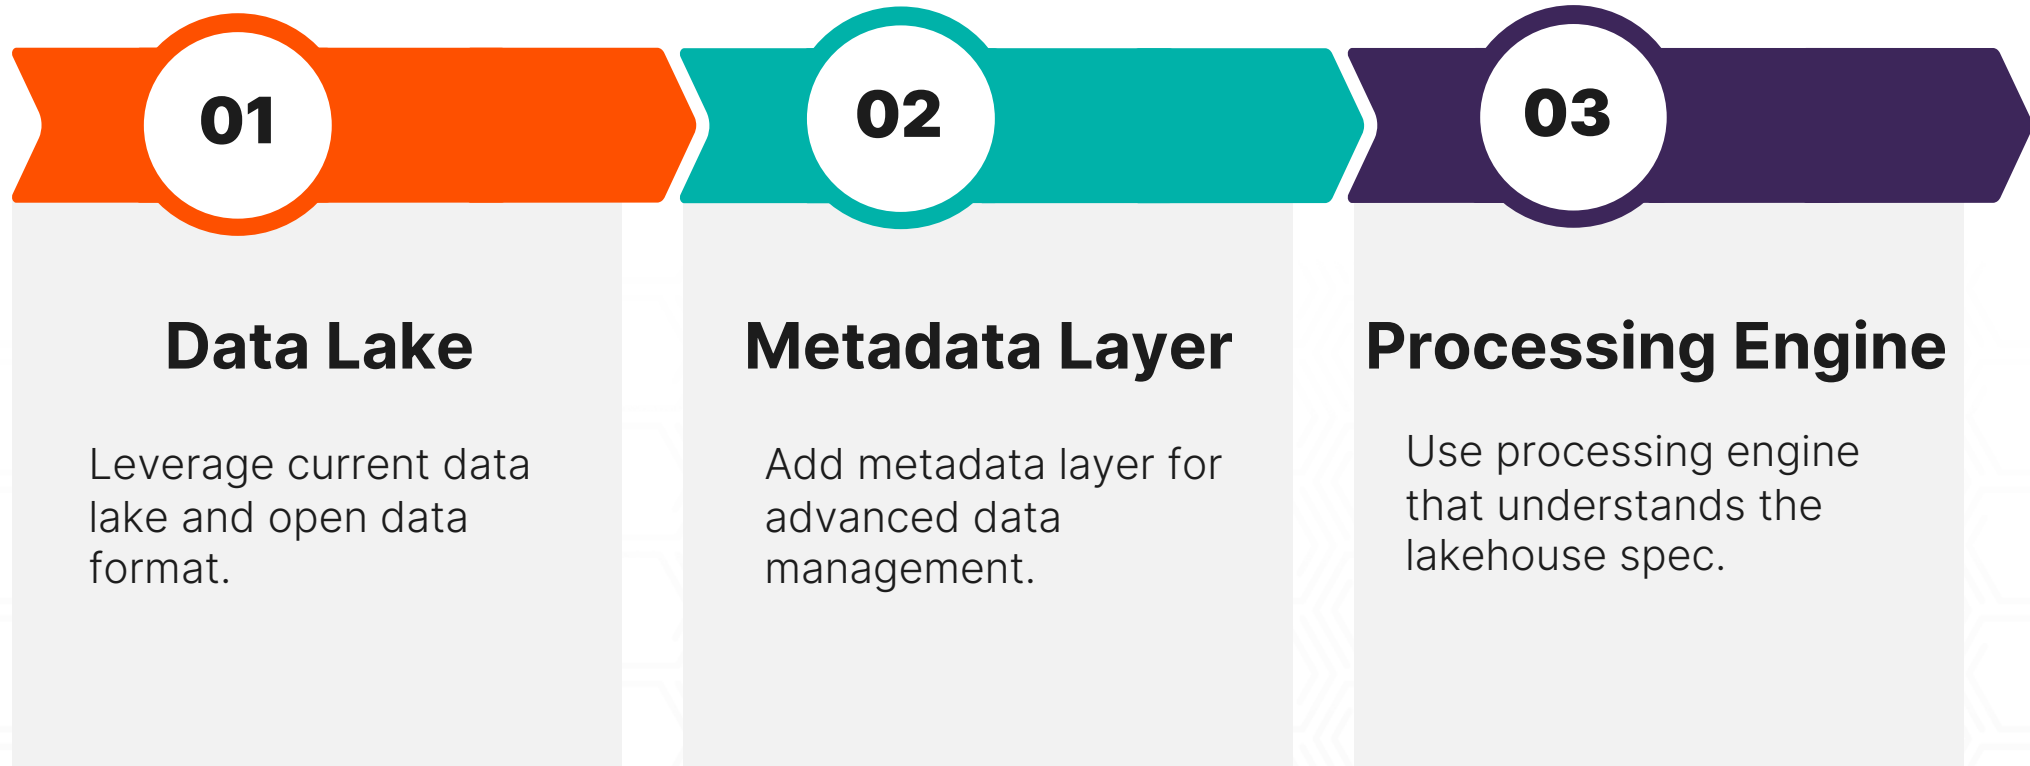 01
Data Lake
Leverage current data
lake and open data
format.
02
Metadata Layer
Add metadata layer for
advanced data
management.
03
Processing Engine
Use processing engine
that understands the
lakehouse spec.